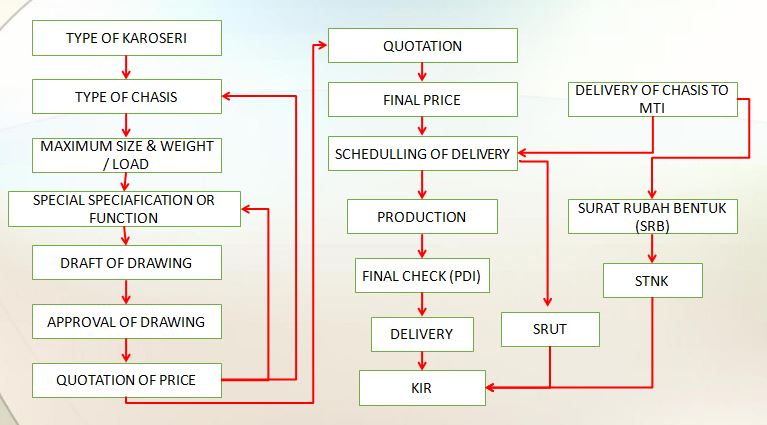 TYPE OF KAROSERI
TYPE OF CHASIS
MAXIMUM SIZE & WEIGHT
/ LOAD
SPECIAL SPECIAFICATION OR
FUNCTION
DRAFT OF DRAWING
APPROVAL OF DRAWING
QUOTATION OF PRICE
QUOTATION
FINAL PRICE
SCHEDULLING OF DELIVERY
PRODUCTION
FINAL CHECK (PDI)
DELIVERY
KIR
SRUT
DELIVERY OF CHASIS TO
MTI
SURAT RUBAH BENTUK
(SRB)
STNK